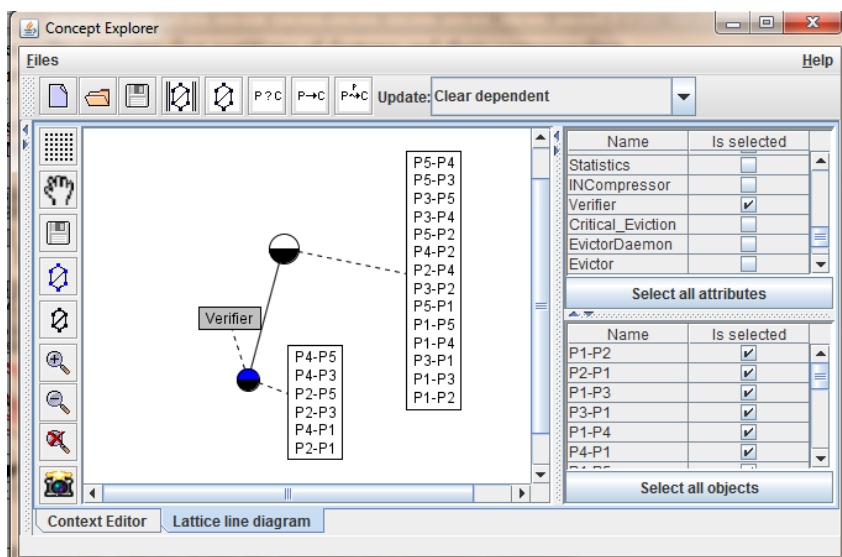 Concept Explorer
Files
Help
P?C
P→C
Update: Clear dependent
P5-P4
P5-P3
P3-P5
P3-P4
P5-P2
P4-P2
P2-P4
P3-P2
P5-P1
P1-P5
P1-P4
P3-P1
P1-P3
P1-P2
Verifier
P4-P5
P4-P3
P2-P5
P2-P3
P4-P1
P2-P1
Name Is selected
Statistics
INCompressor
Verifier
Critical_Eviction
EvictorDaemon
Evictor
Select all attributes
Name Is selected
P1-P2
P2-P1
P1-P3
P3-P1
P1-P4
P4-P1
Select all objects
Context Editor
Lattice line diagram